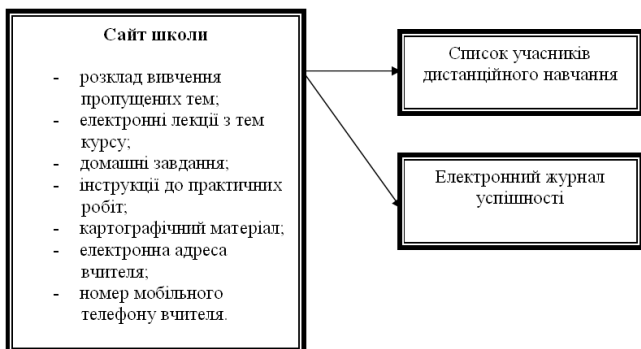 Сайт школи
- розклад вивчення
пропущених тем;
- електронні лекції з тем
курсу;
- домашні завдання;
- інструкції до практичних
робіт;
- картографічний матеріал;
- електронна адреса
вчителя;
- номер мобільного
телефону вчителя.
Список учасників
дистанційного навчання
Електронний журнал
успішності